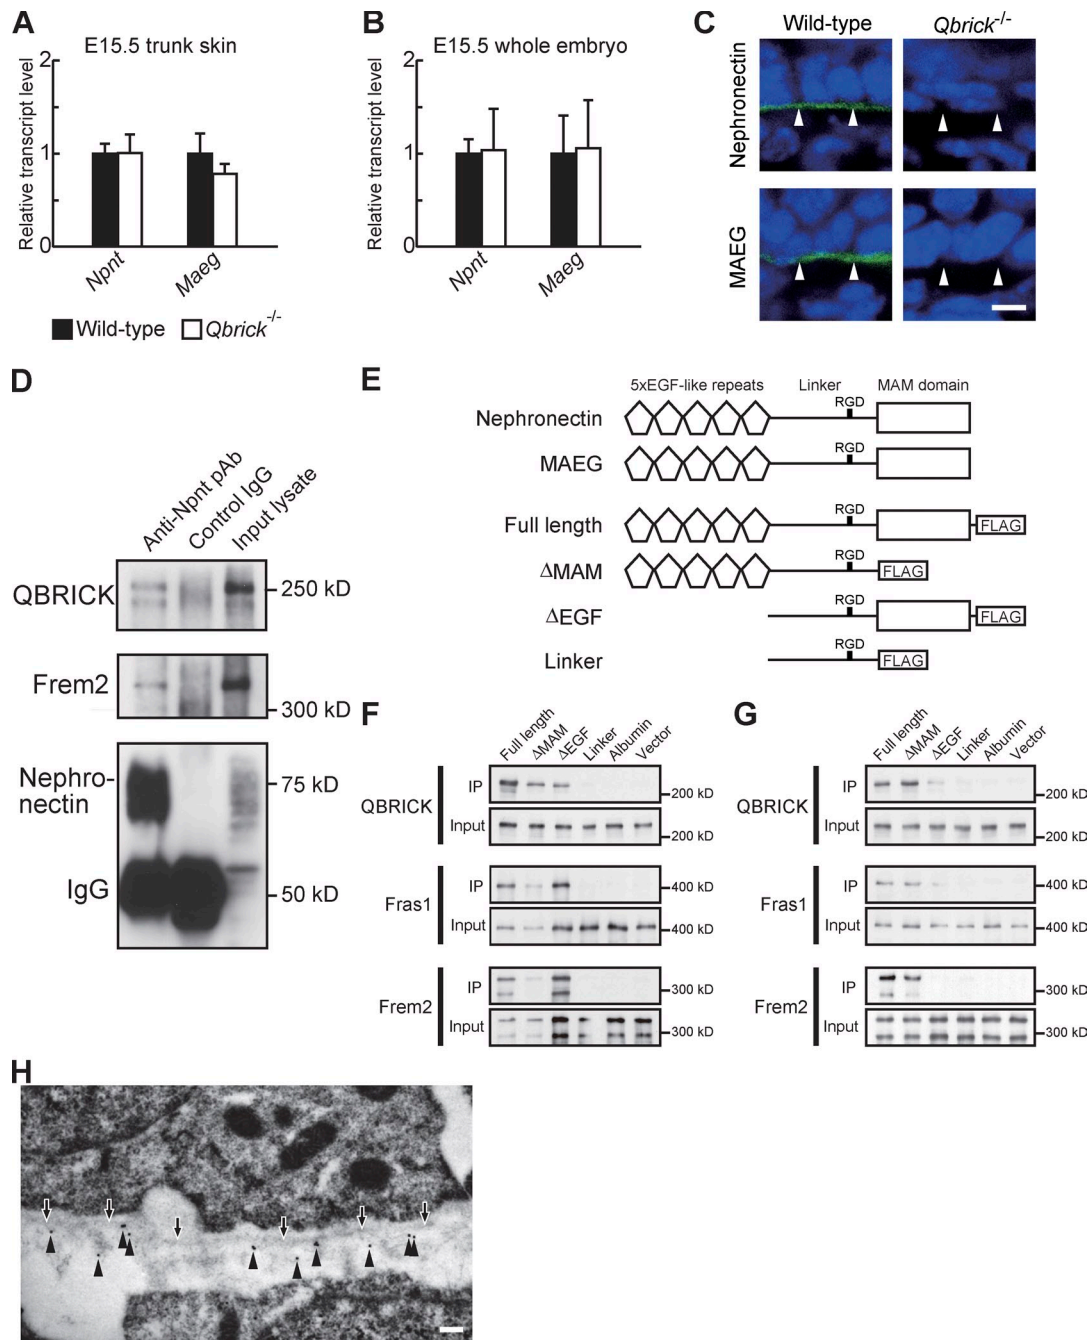 A
E15.5 trunk skin
Relative transcript level
2
1
0
Npnt
Maeg
B
E15.5 whole embryo
Relative transcript level
2
1
0
Npnt
Maeg
Wild-type
Qbrick-/-
C
Wild-type
Qbrick-/-
Nephronectin
MAEG
D
Anti-Npnt pAb
Control IgG
Input lysate
QBRICK
250 kD
Frem2
300 kD
Nephro-
nectin
75 kD
IgG
50 kD
E
5xEGF-like repeats Linker MAM domain
Nephronectin RGD
MAEG RGD
Full length RGD FLAG
ΔMAM RGD FLAG
ΔEGF RGD FLAG
Linker RGD FLAG
F
Full length
ΔMAM
ΔEGF
Linker
Albumin
Vector
QBRICK
IP 200 kD
Input 200 kD
Fras1
IP 400 kD
Input 400 kD
Frem2
IP 300 kD
Input 300 kD
G
Full length
ΔMAM
ΔEGF
Linker
Albumin
Vector
QBRICK
IP 200 kD
Input 200 kD
Fras1
IP 400 kD
Input 400 kD
Frem2
IP 300 kD
Input 300 kD
H